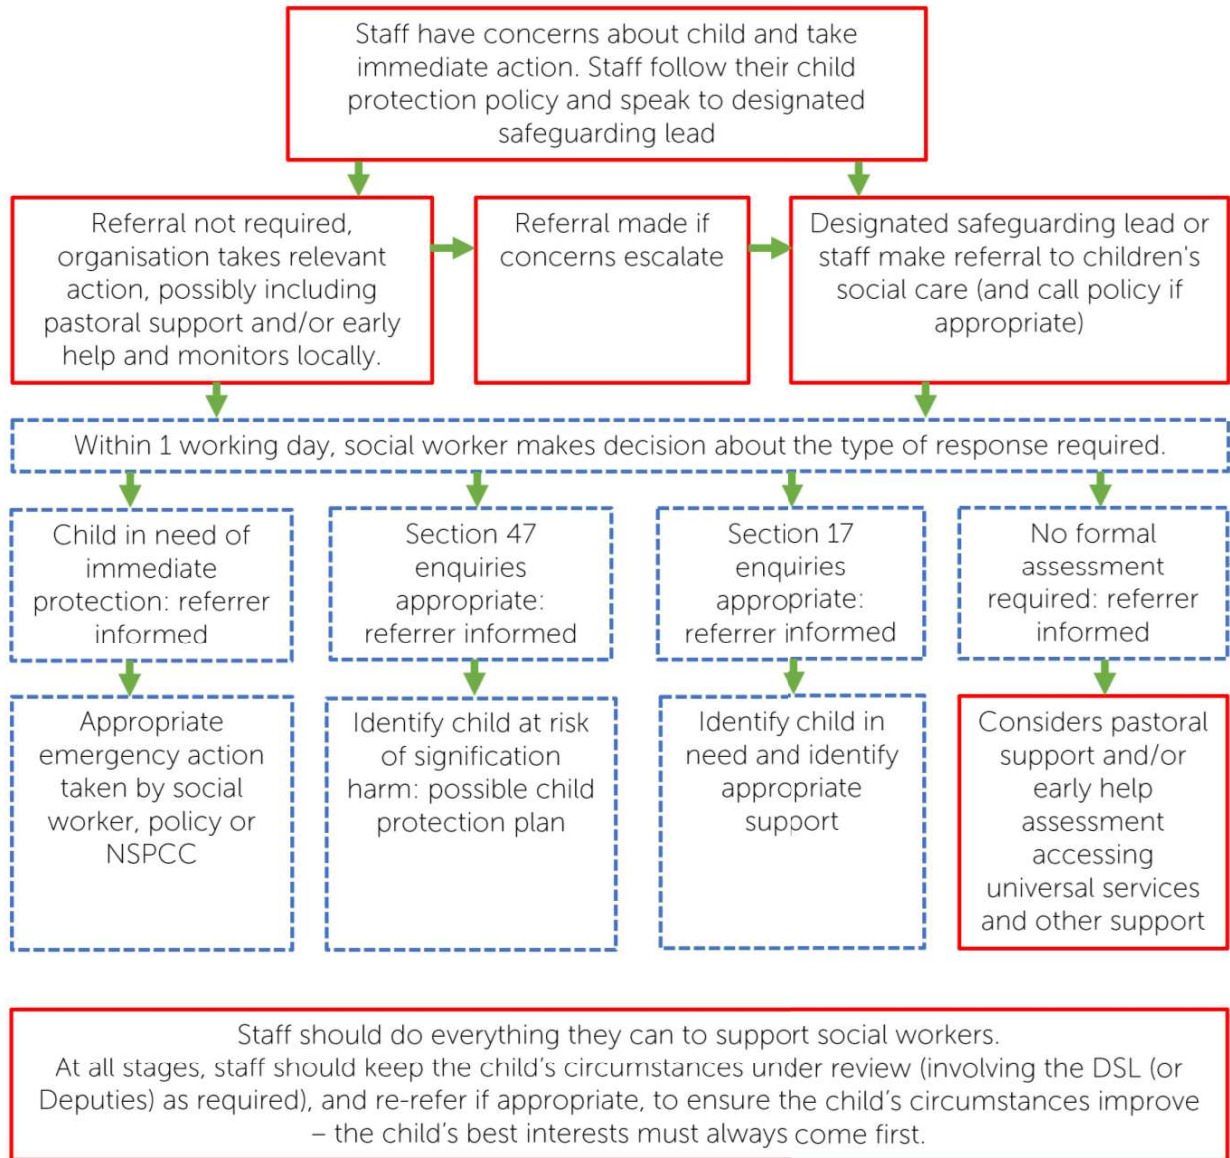 Staff have concerns about child and take
immediate action. Staff follow their child
protection policy and speak to designated
safeguarding lead
Referral not required,
organisation takes relevant
action, possibly including
pastoral support and/or early
help and monitors locally.
Referral made if
concerns escalate
Designated safeguarding lead or
staff make referral to children's
social care (and call policy if
appropriate)
Within 1 working day, social worker makes decision about the type of response required.
Child in need of
immediate
protection: referrer
informed
Section 47
enquiries
appropriate:
referrer informed
Section 17
enquiries
appropriate:
referrer informed
No formal
assessment
required: referrer
informed
Appropriate
emergency action
taken by social
worker, policy or
NSPCC
Identify child at risk
of signification
harm: possible child
protection plan
Identify child in
need and identify
appropriate
support
Considers pastoral
support and/or
early help
assessment
accessing
universal services
and other support
Staff should do everything they can to support social workers.
At all stages, staff should keep the child’s circumstances under review (involving the DSL (or
Deputies) as required), and re-refer if appropriate, to ensure the child’s circumstances improve
– the child’s best interests must always come first.